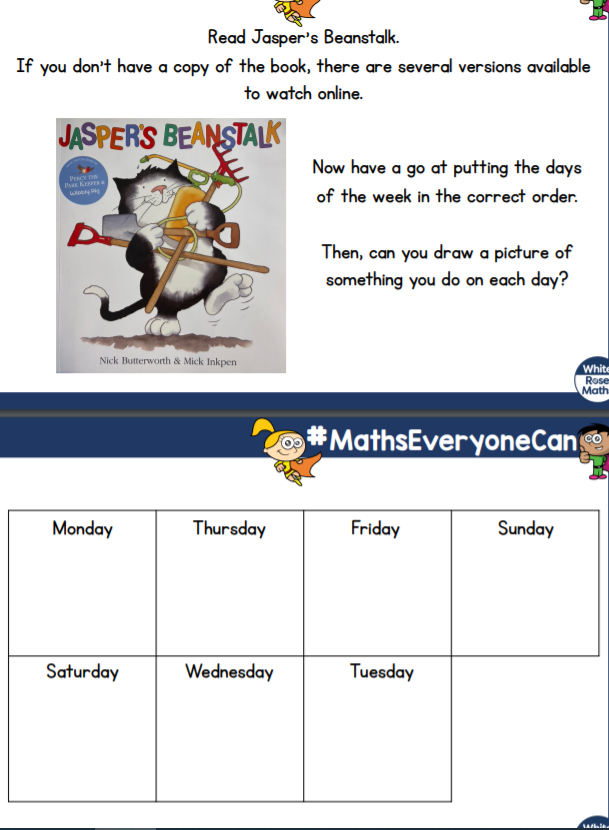 Read Jasper's Beanstalk.
If you don't have a copy of the book, there are several versions available
to watch online.
JASPER'S BEANSTALK
PERCY THE
PARK KEEPER &
WIBBLY PIG
Nick Butterworth & Mick Inkpen
Now have a go at putting the days
of the week in the correct order.
Then, can you draw a picture of
something you do on each day?
White
Rose
Math
#MathsEveryoneCan
Monday Thursday Friday Sunday
Saturday Wednesday Tuesday